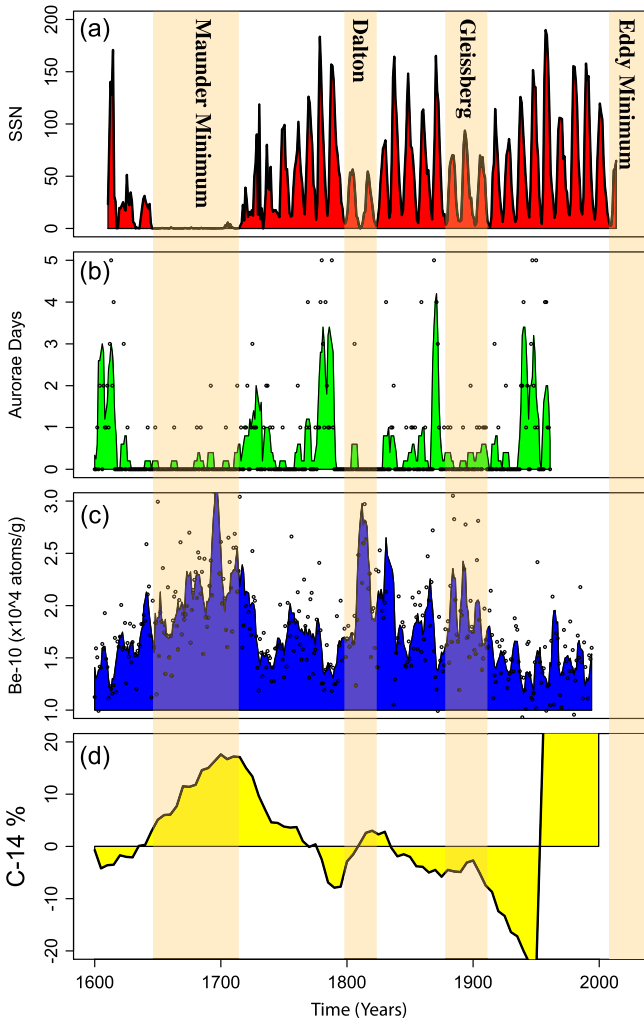 (a)
Maunder Minimum
Dalton
Gleissberg
Eddy Minimum
SSN
200
150
100
50
0
(b)
Aurorae Days
5
4
3
2
1
0
(c)
Be-10 (x10^4 atoms/g)
3.0
2.5
2.0
1.5
1.0
(d)
C-14 %
20
10
0
-10
-20
1600 1700 1800 1900 2000
Time (Years)